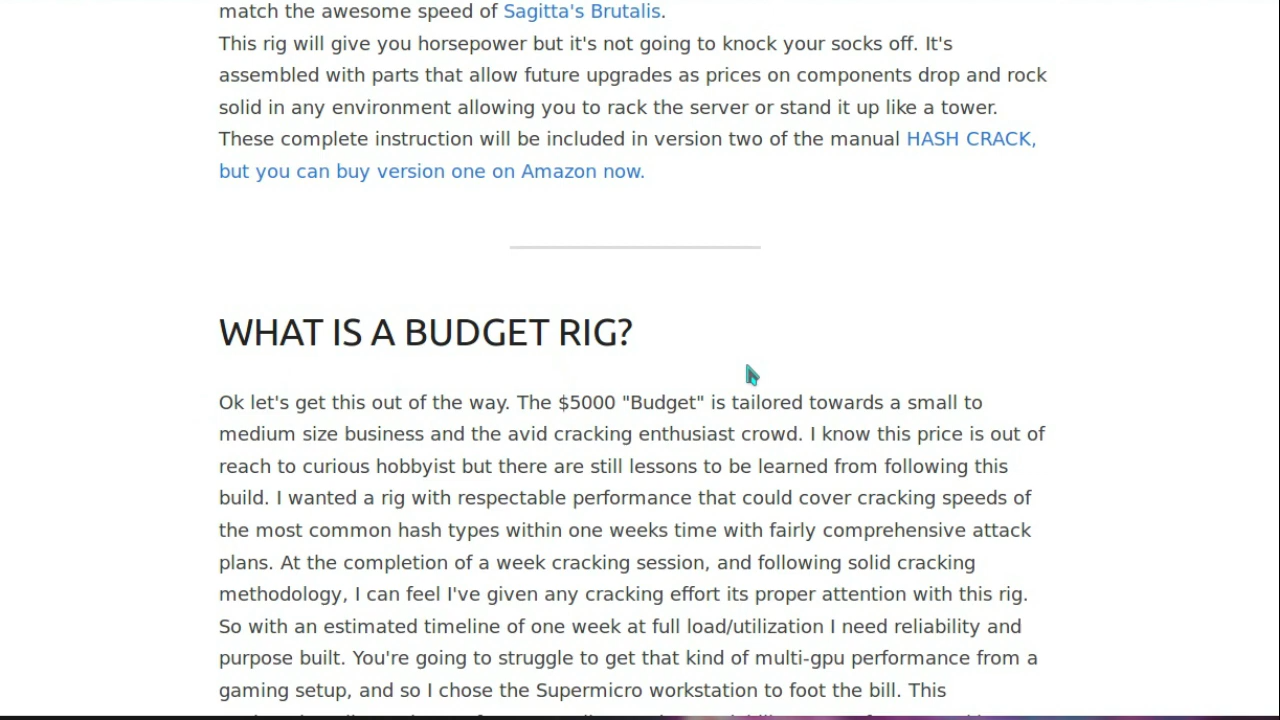 match the awesome speed of Sagitta's Brutalis.
This rig will give you horsepower but it's not going to knock your socks off. It's
assembled with parts that allow future upgrades as prices on components drop and rock
solid in any environment allowing you to rack the server or stand it up like a tower.
These complete instruction will be included in version two of the manual HASH CRACK,
but you can buy version one on Amazon now.
WHAT IS A BUDGET RIG?
Ok let's get this out of the way. The $5000 "Budget" is tailored towards a small to
medium size business and the avid cracking enthusiast crowd. I know this price is out of
reach to curious hobbyist but there are still lessons to be learned from following this
build. I wanted a rig with respectable performance that could cover cracking speeds of
the most common hash types within one weeks time with fairly comprehensive attack
plans. At the completion of a week cracking session, and following solid cracking
methodology, I can feel I've given any cracking effort its proper attention with this rig.
So with an estimated timeline of one week at full load/utilization I need reliability and
purpose built. You're going to struggle to get that kind of multi-gpu performance from a
gaming setup, and so I chose the Supermicro workstation to foot the bill. This